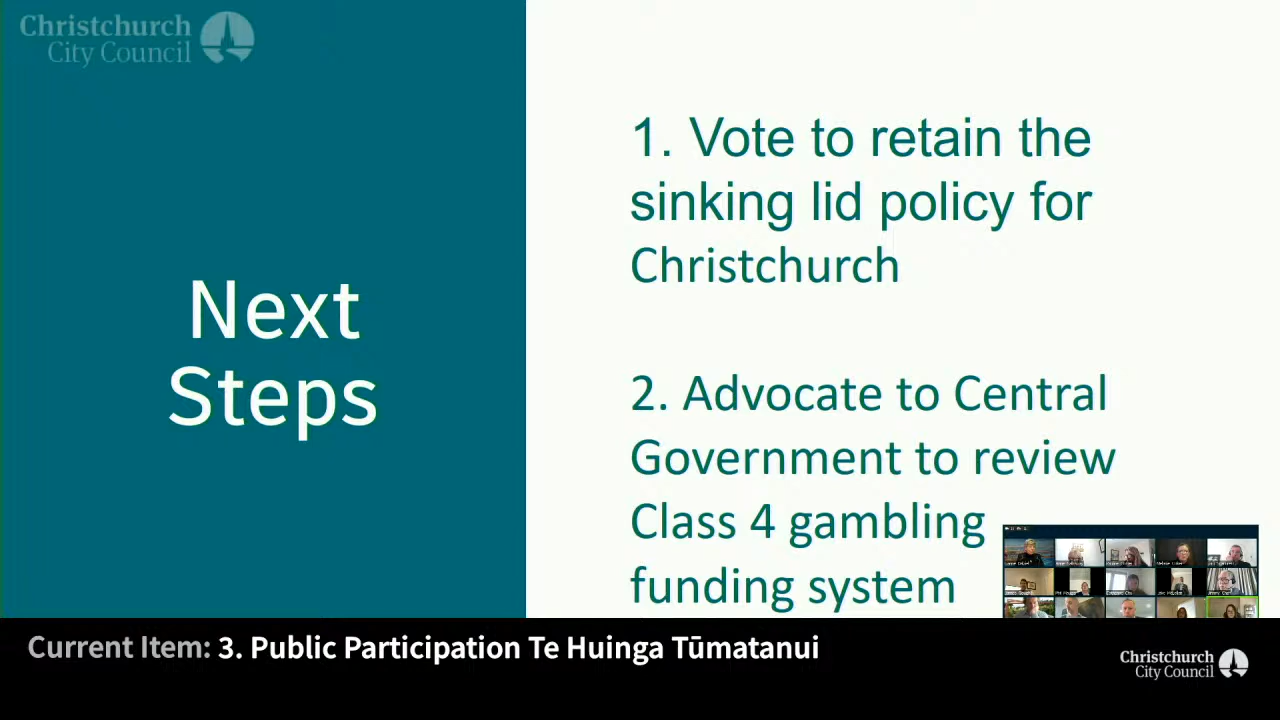 Christchurch
City Council
Next
Steps
1. Vote to retain the
sinking lid policy for
Christchurch
2. Advocate to Central
Government to review
Class 4 gambling
funding system
Current Item: 3. Public Participation Te Huinga Tūmatanui
Christchurch
City Council